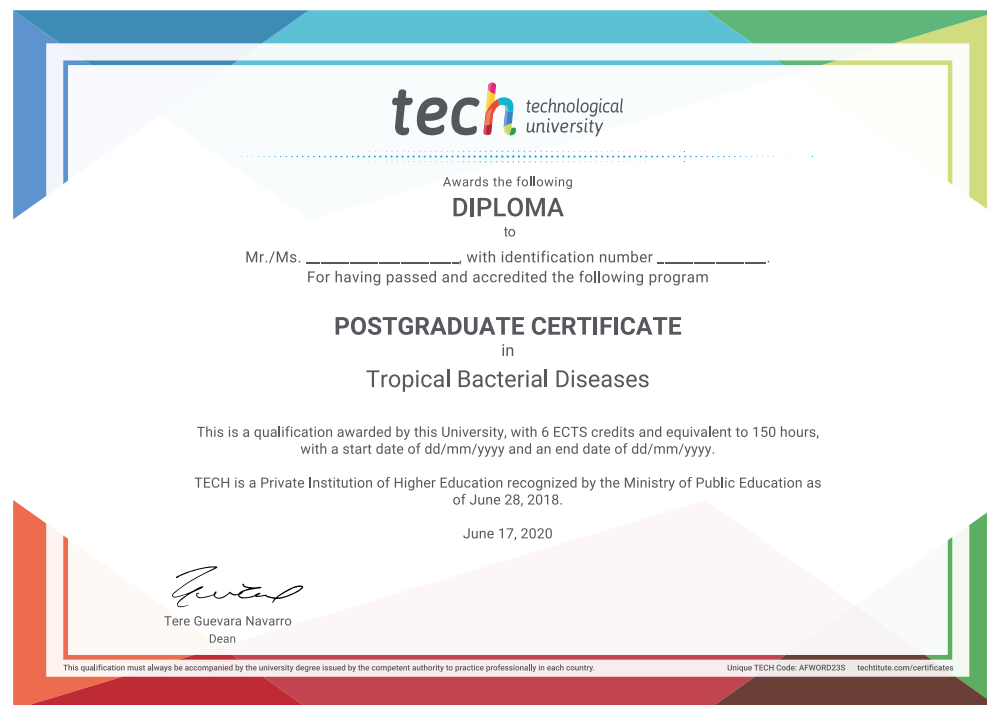 tech technological
university
Awards the following
DIPLOMA
to
Mr./Ms. ____________________, with identification number ______________.
For having passed and accredited the following program
POSTGRADUATE CERTIFICATE
in
Tropical Bacterial Diseases
This is a qualification awarded by this University, with 6 ECTS credits and equivalent to 150 hours,
with a start date of dd/mm/yyyy and an end date of dd/mm/yyyy.
TECH is a Private Institution of Higher Education recognized by the Ministry of Public Education as
of June 28, 2018.
June 17, 2020
Tere Guevara Navarro
Dean
This qualification must always be accompanied by the university degree issued by the competent authority to practice professionally in each country.
Unique TECH Code: AFWORD23S techtitute.com/certificates